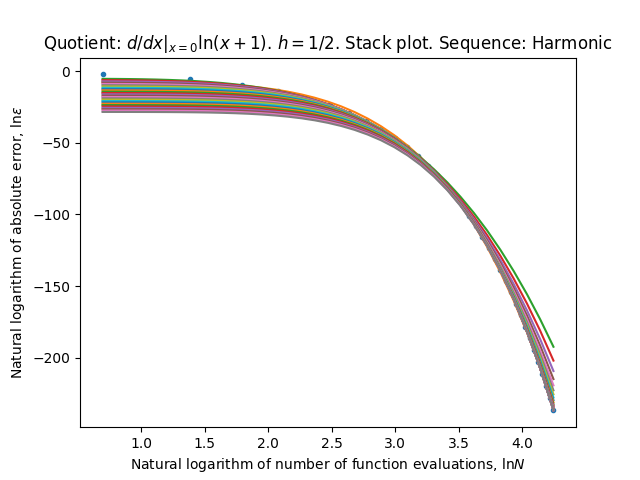 Quotient: $d/dx|_{x=0}\ln(x+1)$. $h=1/2$. Stack plot. Sequence: Harmonic
0
−50
−100
−150
−200
Natural logarithm of absolute error, lnε
1.0 1.5 2.0 2.5 3.0 3.5 4.0
Natural logarithm of number of function evaluations, lnN